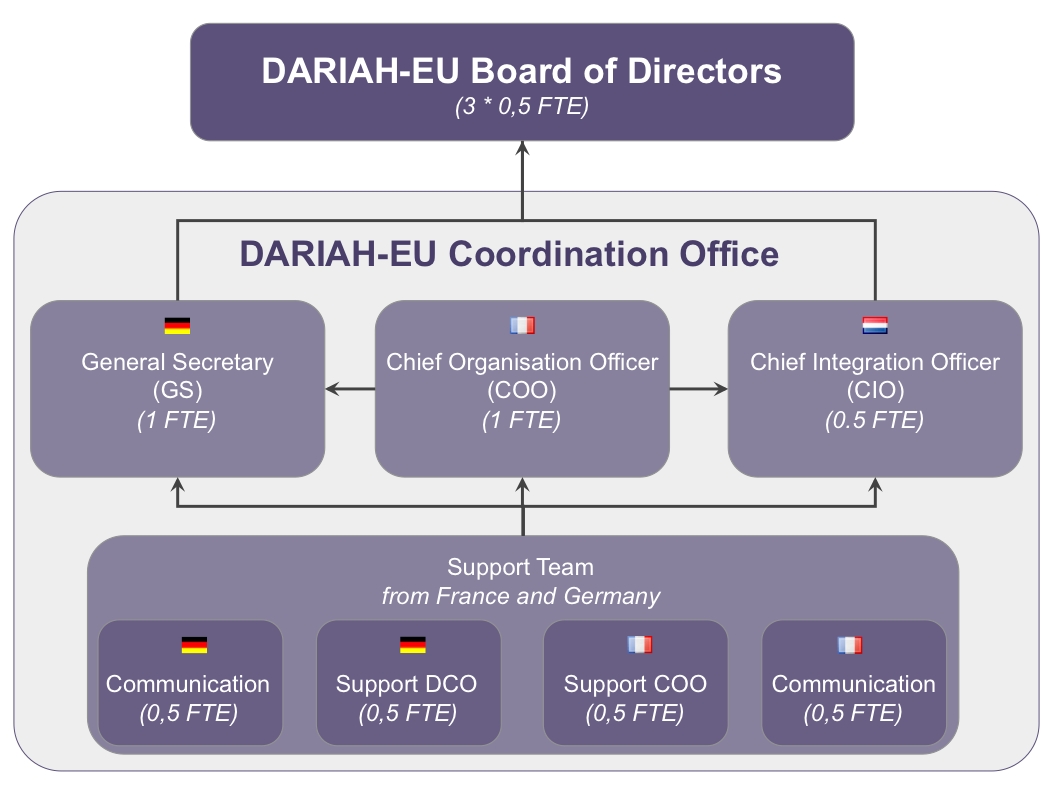 DARIAH-EU Board of Directors
(3 * 0,5 FTE)
DARIAH-EU Coordination Office
General Secretary
(GS)
(1 FTE)
Chief Organisation Officer
(COO)
(1 FTE)
Chief Integration Officer
(CIO)
(0.5 FTE)
Support Team
from France and Germany
Communication
(0,5 FTE)
Support DCO
(0,5 FTE)
Support COO
(0,5 FTE)
Communication
(0,5 FTE)